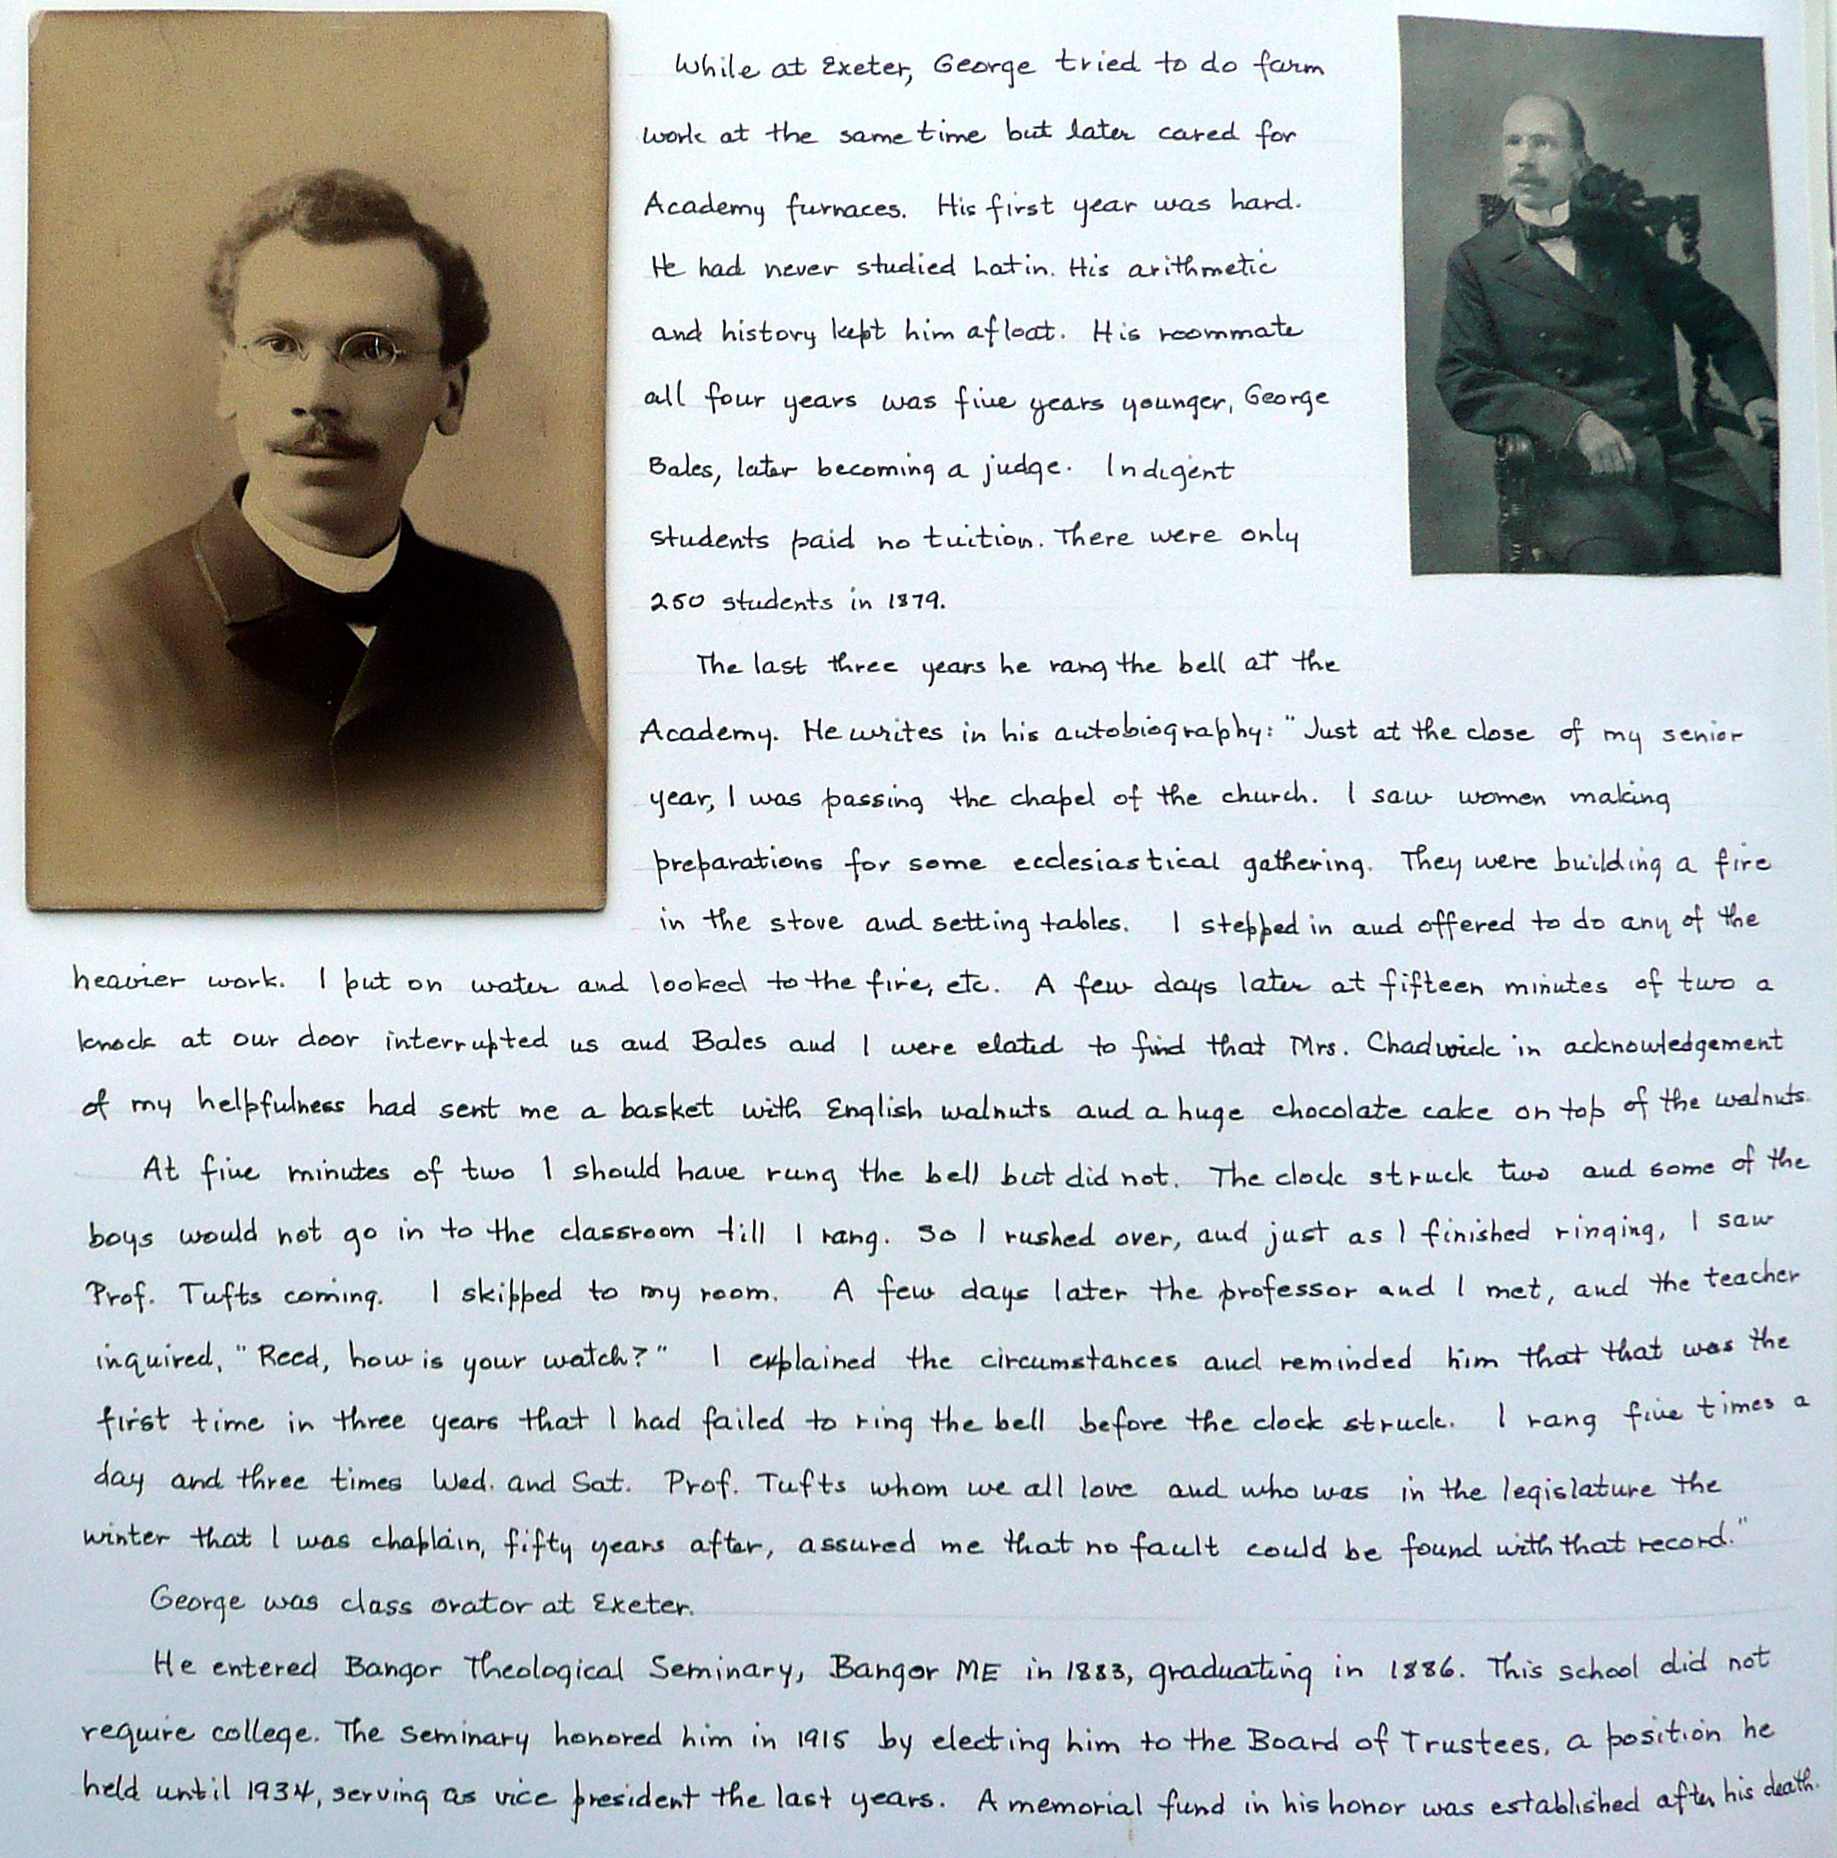 While at Exeter, George tried to do farm
work at the same time but later cared for
Academy furnaces. His first year was hard.
He had never studied Latin. His arithmetic
and history kept him afloat. His roommate
all four years was five years younger, George
Bales, later becoming a judge. Indigent
students paid no tuition. There were only
250 students in 1879.
The last three years he rang the bell at the
Academy. He writes in his autobiography: "Just at the close of my senior
year, I was passing the chapel of the church. I saw women making
preparations for some ecclesiastical gathering. They were building a fire
in the stove and setting tables. I stepped in and offered to do any of the
heavier work. I put on water and looked to the fire, etc. A few days later at fifteen minutes of two a
knock at our door interrupted us and Bales and I were elated to find that Mrs. Chadwick in acknowledgement
of my helpfulness had sent me a basket with English walnuts and a huge chocolate cake on top of the walnuts.
At five minutes of two I should have rung the bell but did not. The clock struck two and some of the
boys would not go in to the classroom till I rang. So I rushed over, and just as I finished ringing, I saw
Prof. Tufts coming. I skipped to my room. A few days later the professor and I met, and the teacher
inquired, "Reed, how is your watch?" I explained the circumstances and reminded him that that was the
first time in three years that I had failed to ring the bell before the clock struck. I rang five times a
day and three times Wed. and Sat. Prof. Tufts whom we all love and who was in the legislature the
winter that I was chaplain, fifty years after, assured me that no fault could be found with that record."
George was class orator at Exeter.
He entered Bangor Theological Seminary, Bangor ME in 1883, graduating in 1886. This school did not
require college. The Seminary honored him in 1915 by electing him to the Board of Trustees, a position he
held until 1934, serving as vice president the last years. A memorial fund in his honor was established after his death.